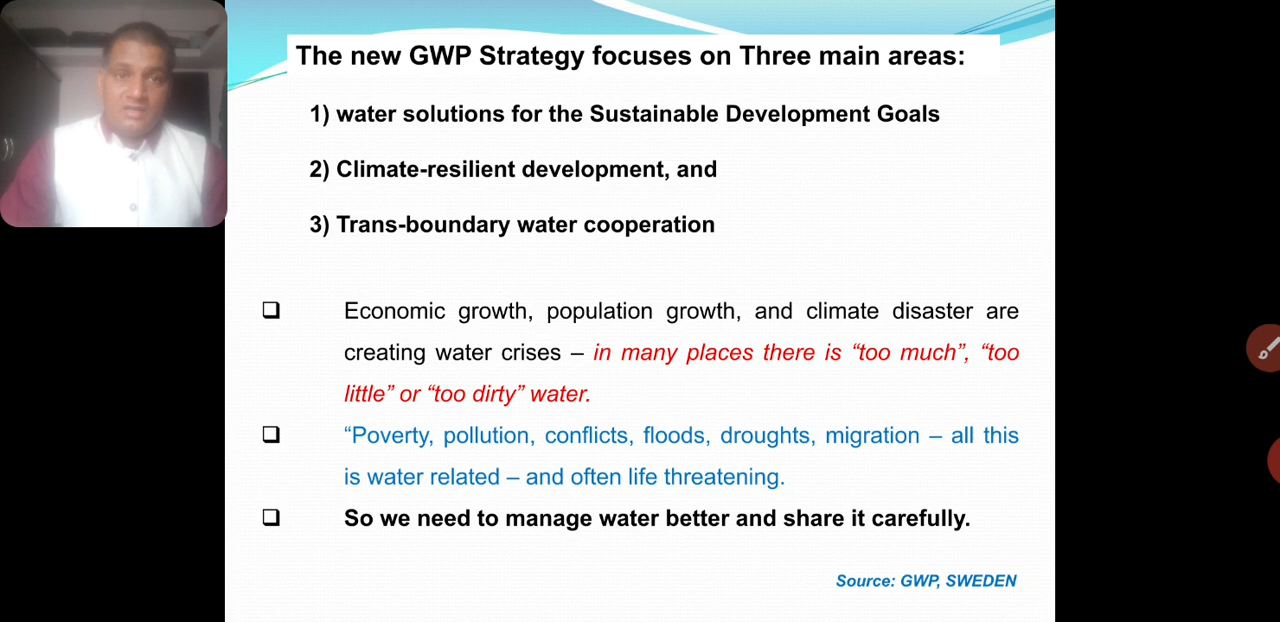 The new GWP Strategy focuses on Three main areas:
1) water solutions for the Sustainable Development Goals
2) Climate-resilient development, and
3) Trans-boundary water cooperation
Economic growth, population growth, and climate disaster are
creating water crises – in many places there is “too much”, “too
little” or “too dirty” water.
“Poverty, pollution, conflicts, floods, droughts, migration – all this
is water related – and often life threatening.
So we need to manage water better and share it carefully.
Source: GWP, SWEDEN